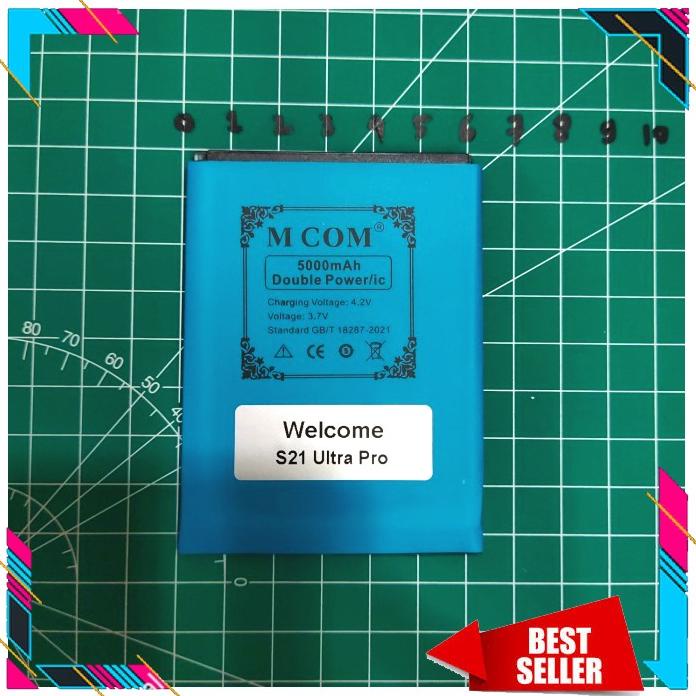 0 1 2 3 4 5 6 7 8 9 10
M COM®
5000mAh
Double Power/ic
Charging Voltage: 4.2V
Voltage: 3.7V
Standard GB/T 18287-2021
CE
Welcome
S21 Ultra Pro
80
70
60
50
40
0
BEST
SELLER